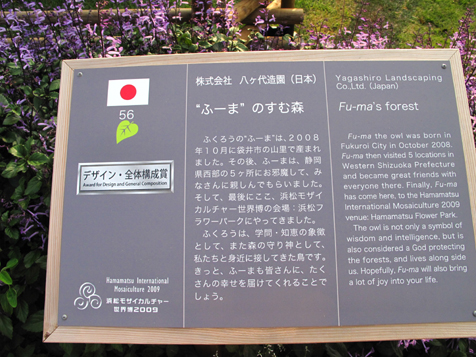 56
デザイン・全体構成賞
Award for Design and General Composition
Hamamatsu International
Mosaiculture 2009
浜松モザイカルチャー
世界博2009
株式会社 八ヶ代造園（日本）
“ふーま”のすむ森
ふくろうの“ふーま”は、2008
年10月に袋井市の山里で産まれ
ました。その後、ふーまは、静岡
県西部の5ヶ所にお邪魔して、み
なさんに親しんでもらいました。
そして、最後にここ、浜松モザイ
カルチャー世界博の会場：浜松フ
ラワーパークにやってきました。
ふくろうは、学問・知恵の象徴
として、また森の守り神として、
私たちと身近に接してきた鳥です。
きっと、ふーまも皆さんに、たく
さんの幸せを届けてくれることで
しょう。
Yagashiro Landscaping
Co.,Ltd. (Japan)
Fu-ma's forest
Fu-ma the owl was born in
Fukuroi City in October 2008.
Fu-ma then visited 5 locations in
Western Shizuoka Prefecture
and became great friends with
everyone there. Finally, Fu-ma
has come here, to the Hamamatsu
International Mosaiculture 2009
venue: Hamamatsu Flower Park.
The owl is not only a symbol of
wisdom and intelligence, but is
also considered a God protecting
the forests, and lives along side
us. Hopefully, Fu-ma will also bring
a lot of joy into your life.